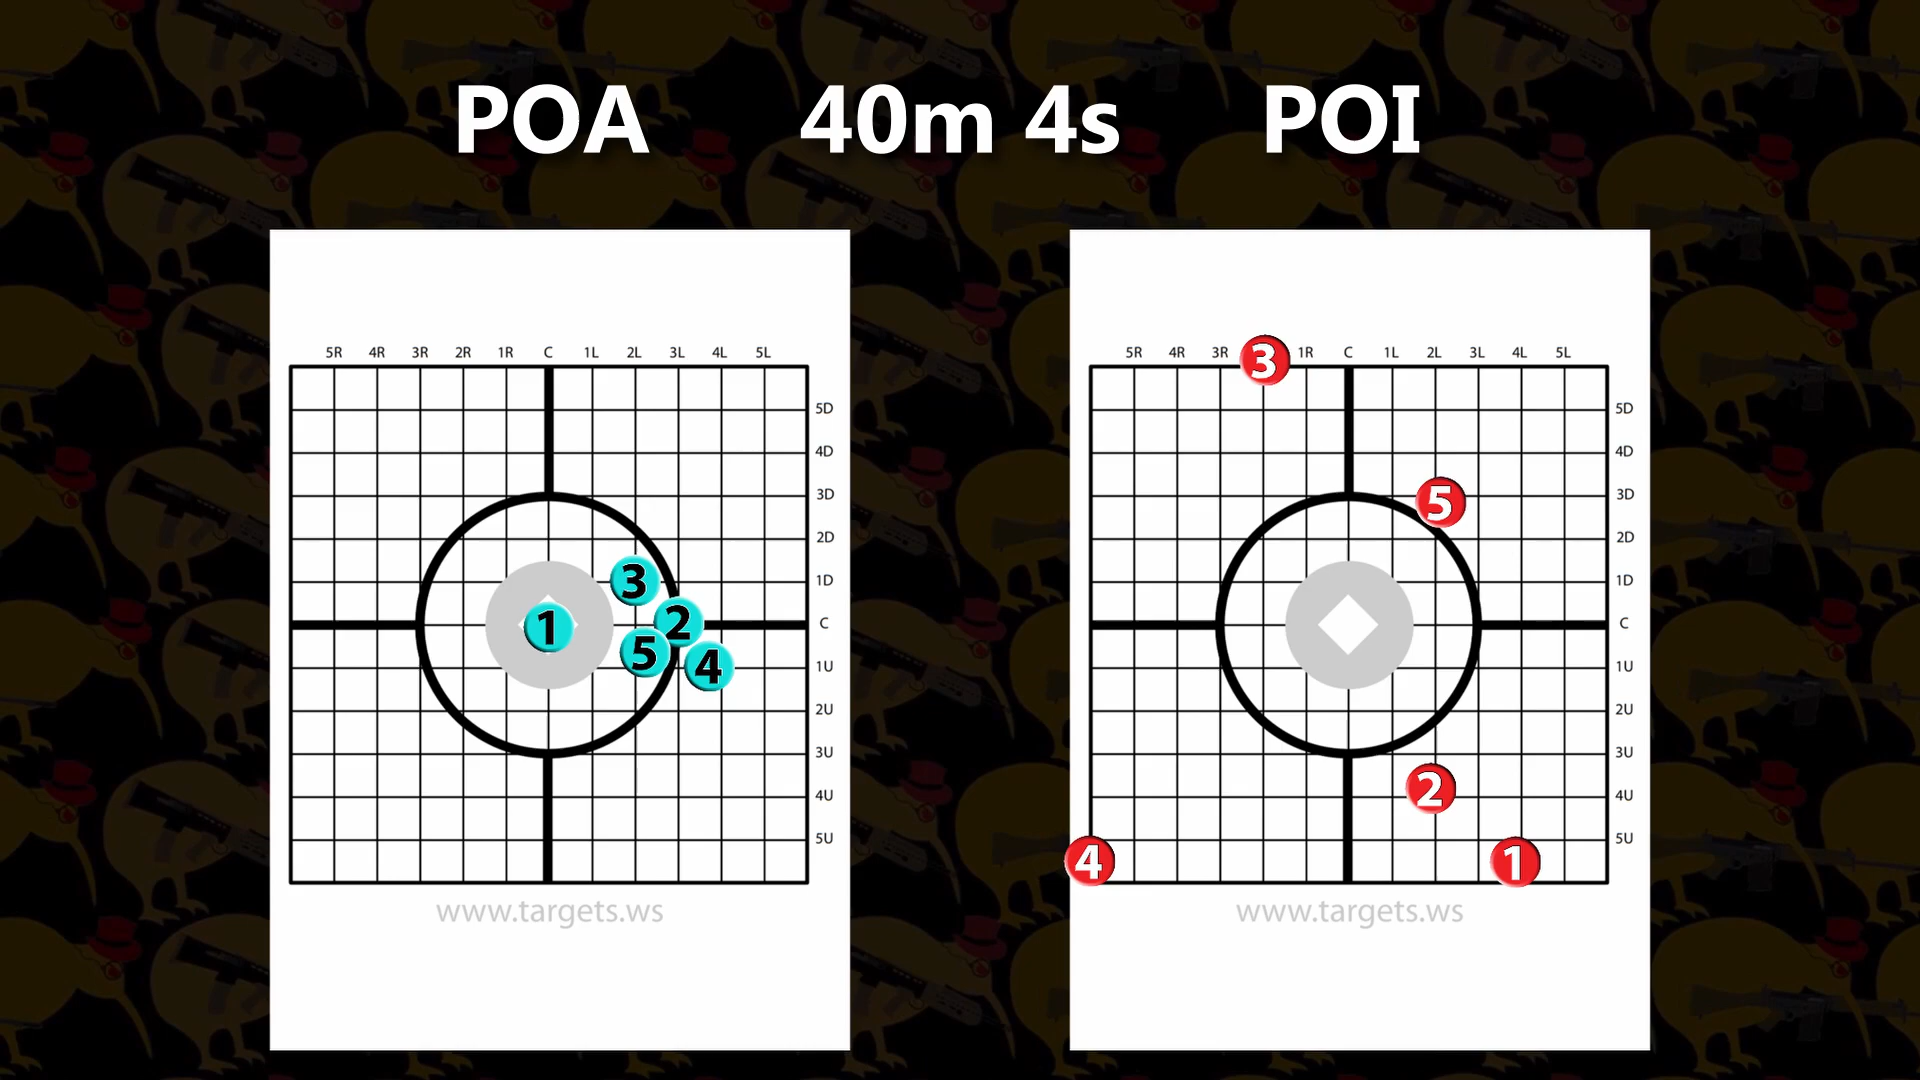 POA 40m 4s POI
5R 4R 3R 2R 1R C 1L 2L 3L 4L 5L
5D
4D
3D
2D
1D
C
1U
2U
3U
4U
5U
3
1
2
5
4
www.targets.ws
5R 4R 3R 3 1R C 1L 2L 3L 4L 5L
5D
4D
3D
2D
1D
C
1U
2U
3U
4U
5U
5
2
4
1
www.targets.ws